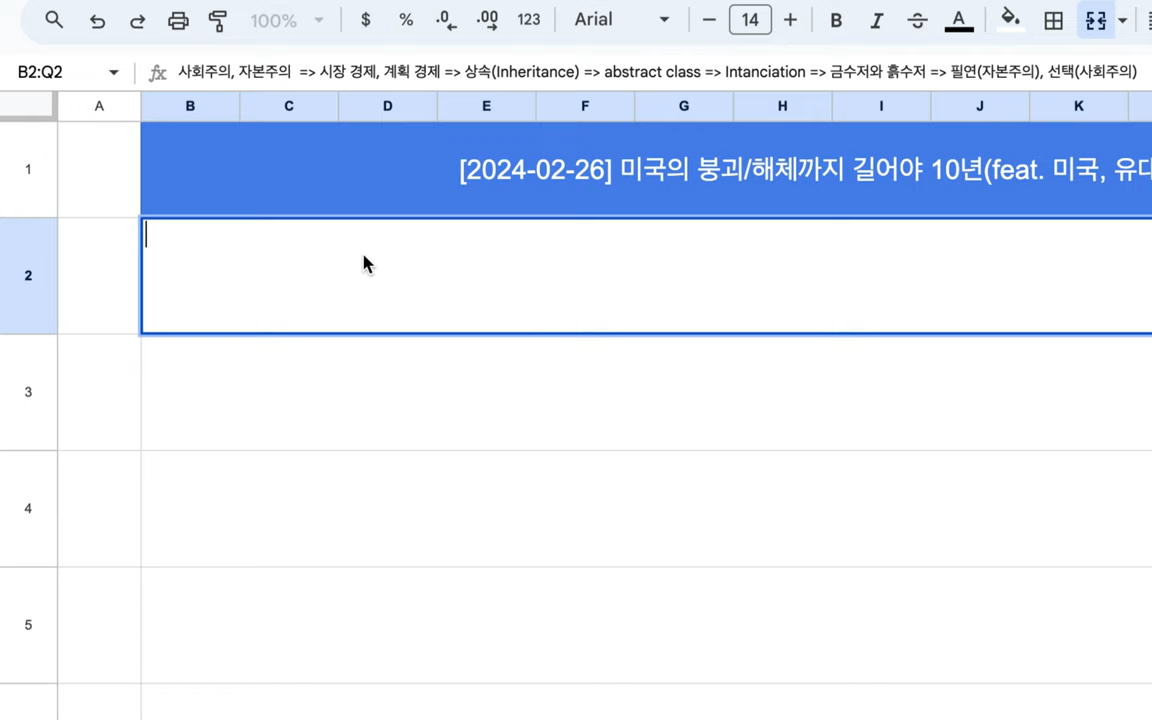 100%
$ % .0 .00 123 Arial 14 B I S A
B2:Q2 fx 사회주의, 자본주의 => 시장 경제, 계획 경제 => 상속(Inheritance) => abstract class => Intanciation => 금수저와 흙수저 => 필연(자본주의), 선택(사회주의)
A B C D E F G H I J K
1 [2024-02-26] 미국의 붕괴/해체까지 길어야 10년(feat. 미국,
2
3
4
5